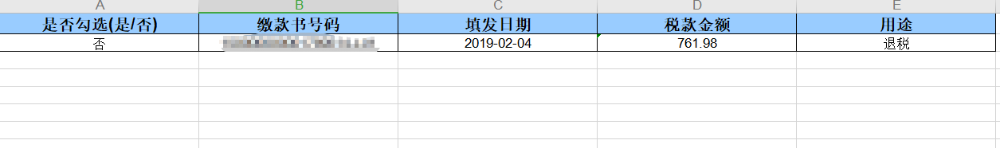 A B C D E
是否勾选(是/否) 缴款书号码 填发日期 税款金额 用途
否 2019-02-04 761.98 退税